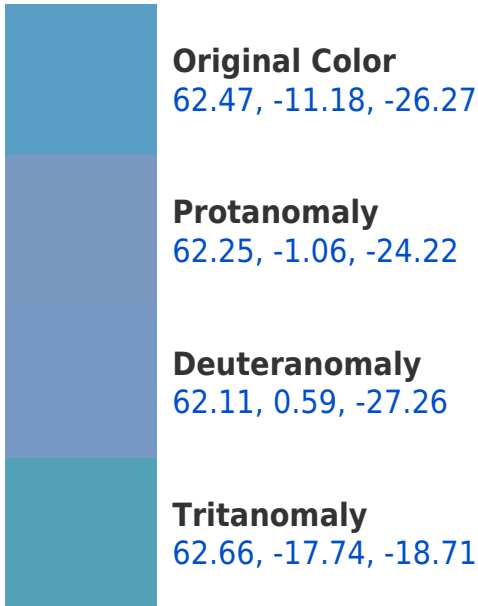 Original Color
62.47, -11.18, -26.27
Protanomaly
62.25, -1.06, -24.22
Deuteranomaly
62.11, 0.59, -27.26
Tritanomaly
62.66, -17.74, -18.71